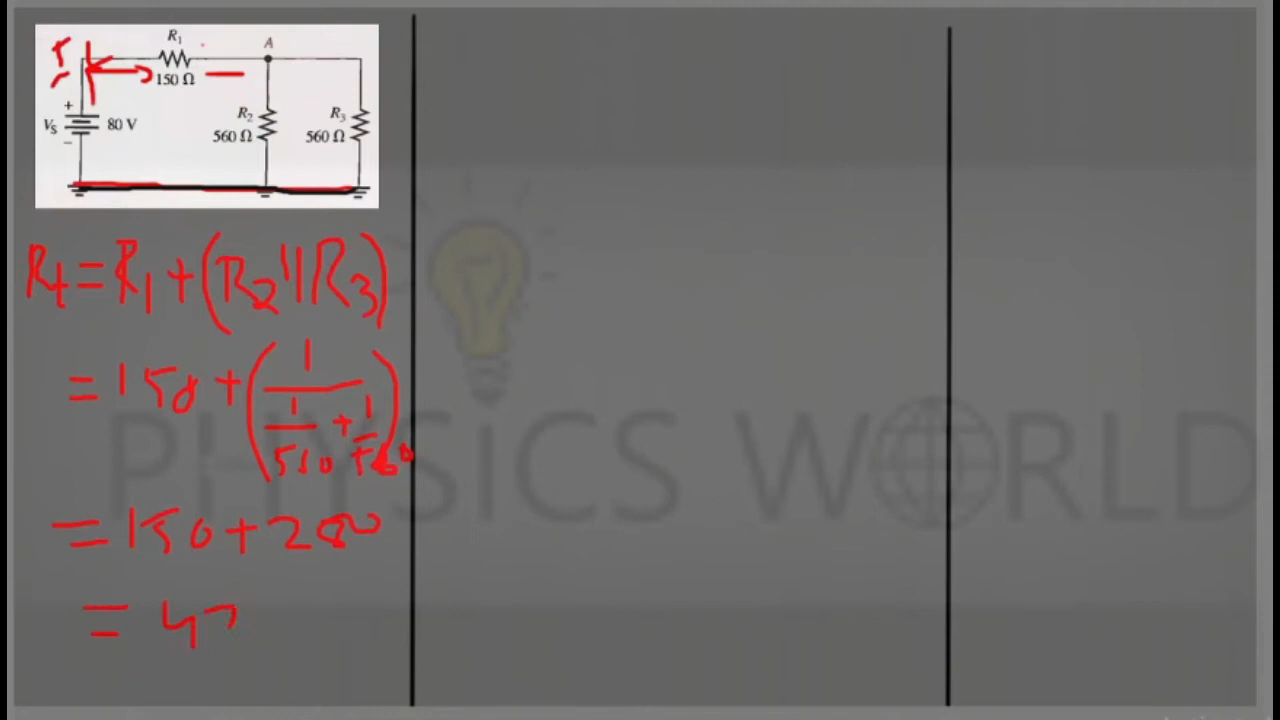 R₁
A
150 Ω
+
R₂
R₃
Vₛ
80 V
560 Ω
560 Ω
−
Rt = R₁ + (R₂ || R₃)
= 150 + (1 / (1/560 + 1/560))
= 150 + 280
= 43
PHYSiCS WORLD